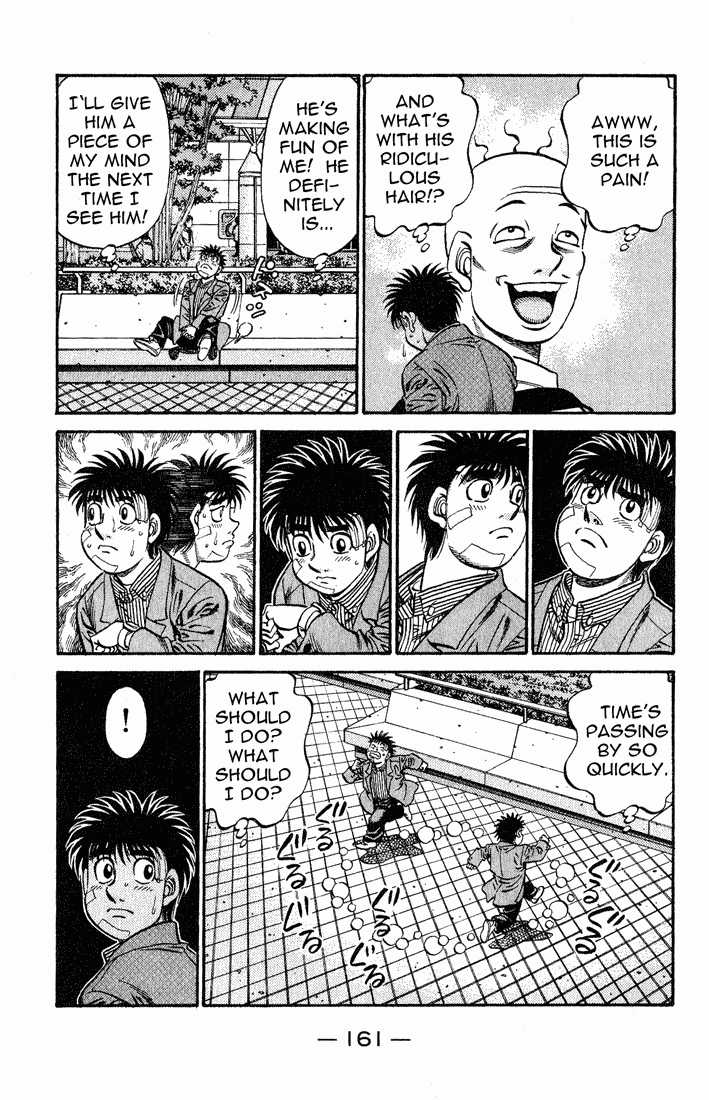 AWWW,
THIS IS
SUCH A
PAIN!
AND
WHAT'S
WITH HIS
RIDICU-
LOUS
HAIR!?
HE'S
MAKING
FUN OF
ME! HE
DEFI-
NITELY
IS...
I'LL GIVE
HIM A
PIECE OF
MY MIND
THE NEXT
TIME I
SEE HIM!
TIME'S
PASSING
BY SO
QUICKLY.
WHAT
SHOULD
I DO?
WHAT
SHOULD
I DO?
ぐるぐる
ぐるぐる
ぐるぐる
ぐるぐる
!
— 161 —